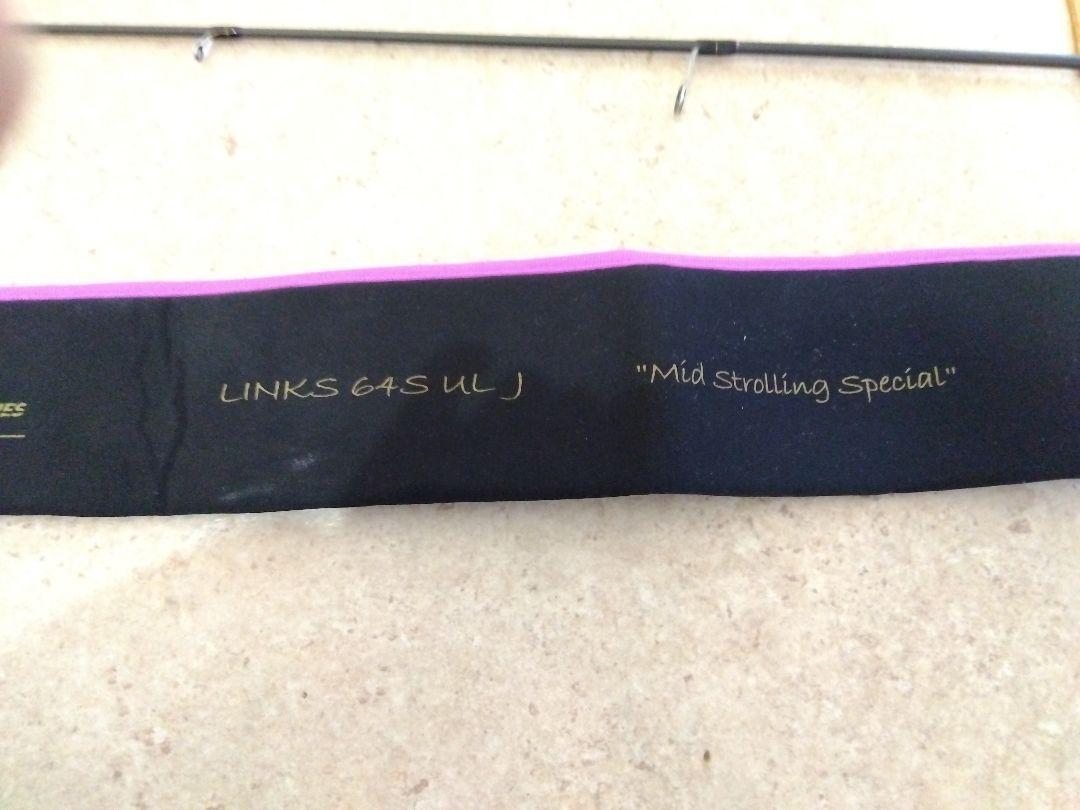 LINKS 64S UL J
"Mid Strolling Special"